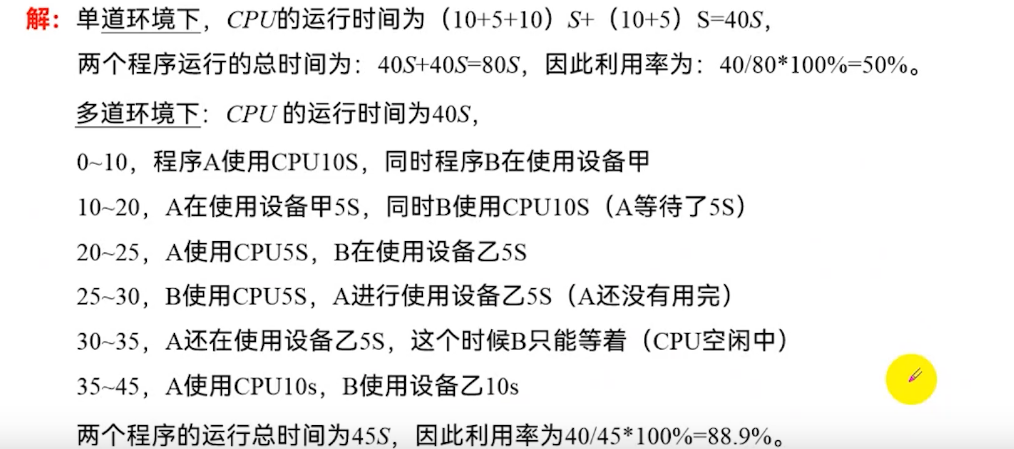 解：单道环境下，CPU的运行时间为（10+5+10）S+（10+5）S=40S，
两个程序运行的总时间为：40S+40S=80S，因此利用率为：40/80*100%=50%。
多道环境下：CPU 的运行时间为40S，
0~10，程序A使用CPU10S，同时程序B在使用设备甲
10~20，A在使用设备甲5S，同时B使用CPU10S（A等待了5S）
20~25，A使用CPU5S，B在使用设备乙5S
25~30，B使用CPU5S，A进行使用设备乙5S（A还没有用完）
30~35，A还在使用设备乙5S，这个时候B只能等着（CPU空闲中）
35~45，A使用CPU10s，B使用设备乙10s
两个程序的运行总时间为45S，因此利用率为40/45*100%=88.9%。